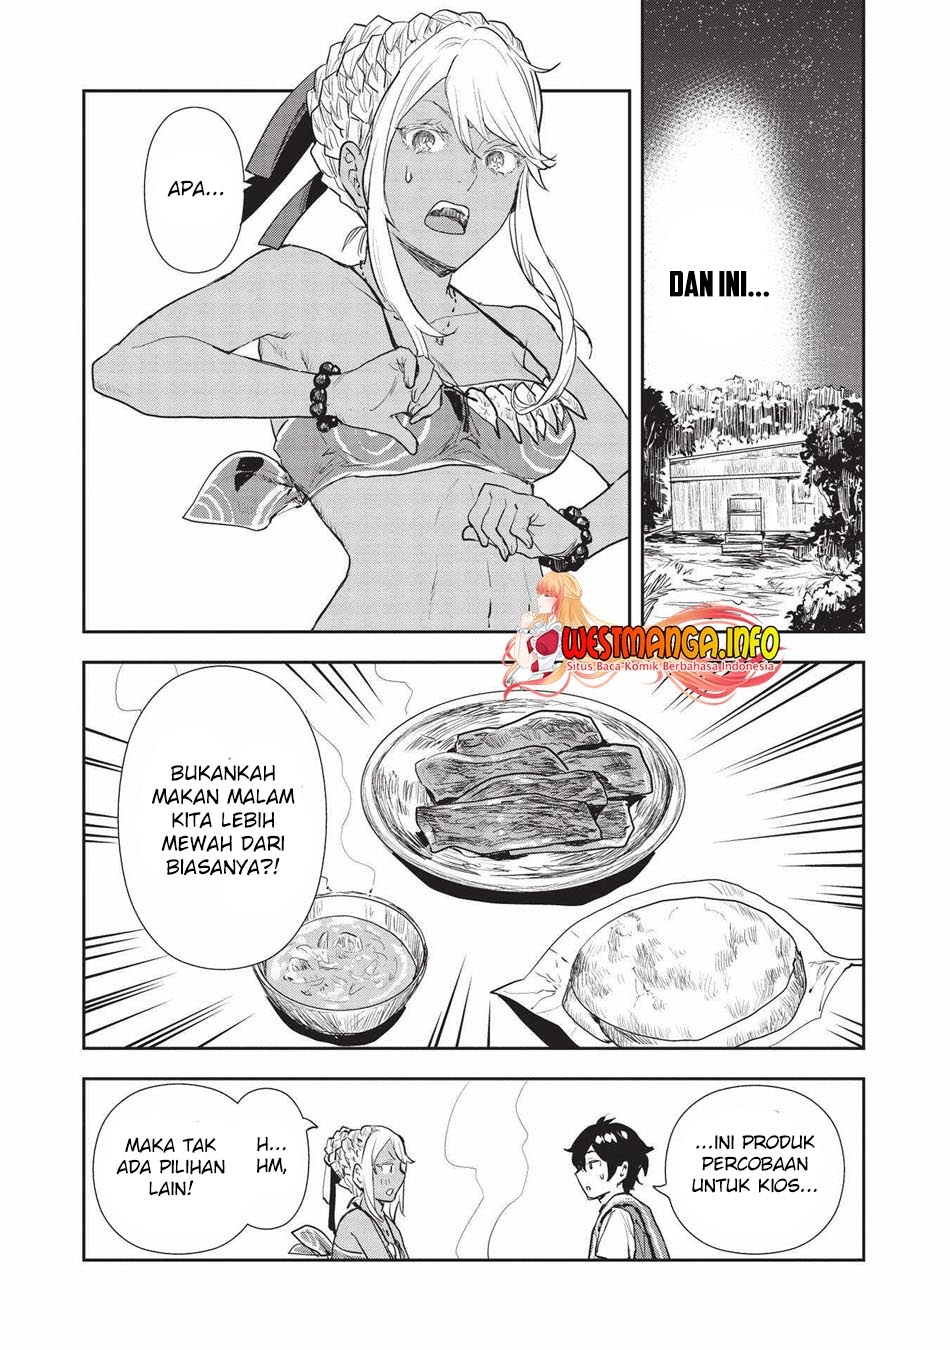 DAN INI...
APA...
WESTMANGA.INFO
Situs Baca Komik Berbahasa Indonesia
BUKANKAH
MAKAN MALAM
KITA LEBIH
MEWAH DARI
BIASANYA?!
...INI PRODUK
PERCOBAAN
UNTUK KIOS...
H...
HM,
MAKA TAK
ADA PILIHAN
LAIN!